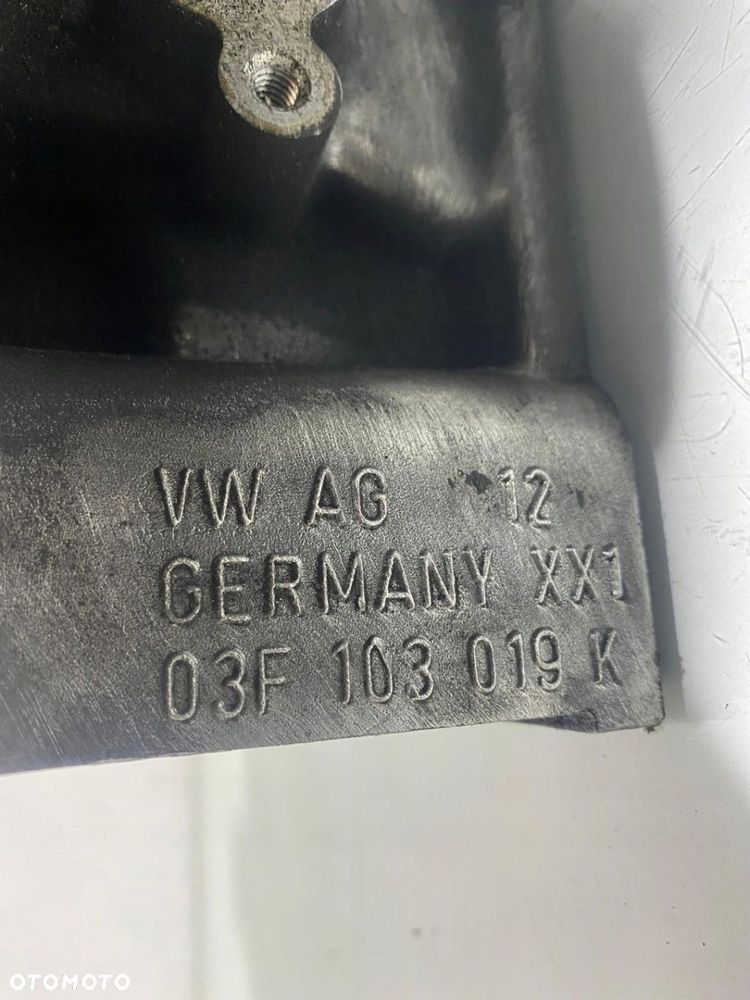 VW AG 12
GERMANY XX1
03F 103 019 K
OTOMOTO